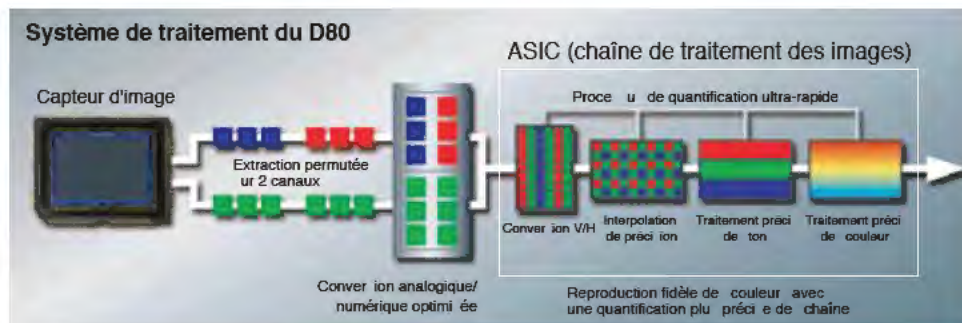 Système de traitement du D80
ASIC (chaîne de traitement des images)
Capteur d'image
Proce u de quantification ultra-rapide
Extraction permutée
ur 2 canaux
Conver ion V/H
Interpolation
de préci ion
Traitement préci
de ton
Traitement préci
de couleur
Conver ion analogique/
numérique optimi ée
Reproduction fidèle de couleur avec
une quantification plu préci e de chaîne